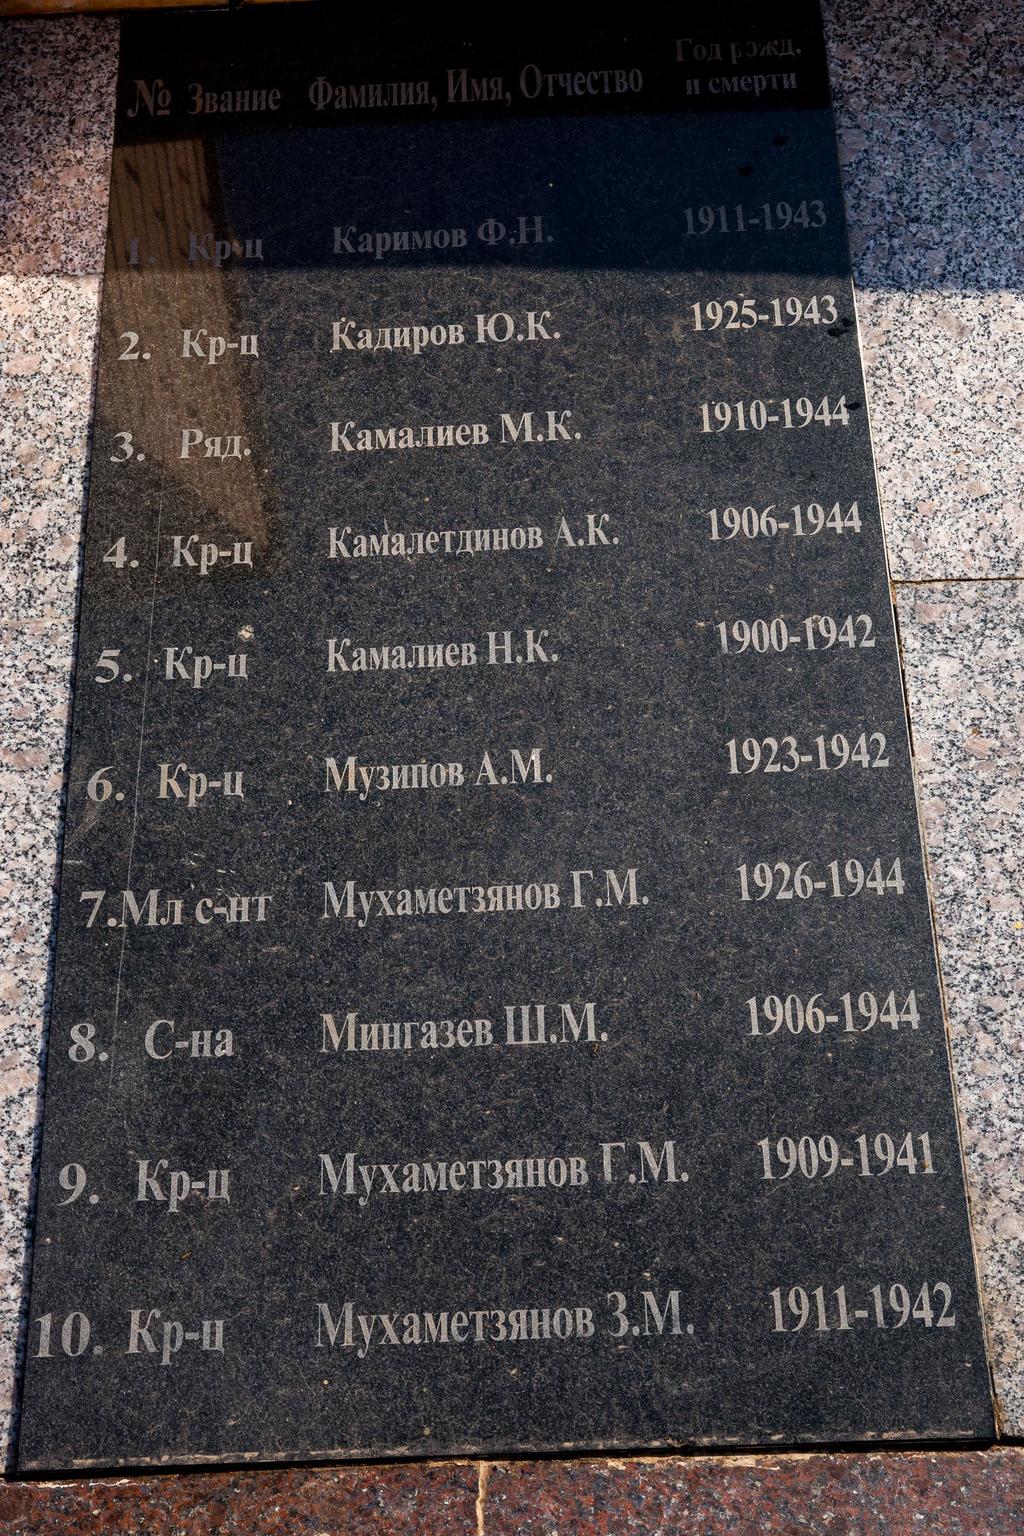 № Звание Фамилия, Имя, Отчество Год рожд. и смерти
1. Кр-ц Каримов Ф.Н. 1911-1943
2. Кр-ц Кадиров Ю.К. 1925-1943
3. Ряд. Камалиев М.К. 1910-1944
4. Кр-ц Камалетдинов А.К. 1906-1944
5. Кр-ц Камалиев Н.К. 1900-1942
6. Кр-ц Музипов А.М. 1923-1942
7. Мл с-нт Мухаметзянов Г.М. 1926-1944
8. С-на Мингазев Ш.М. 1906-1944
9. Кр-ц Мухаметзянов Г.М. 1909-1941
10. Кр-ц Мухаметзянов З.М. 1911-1942